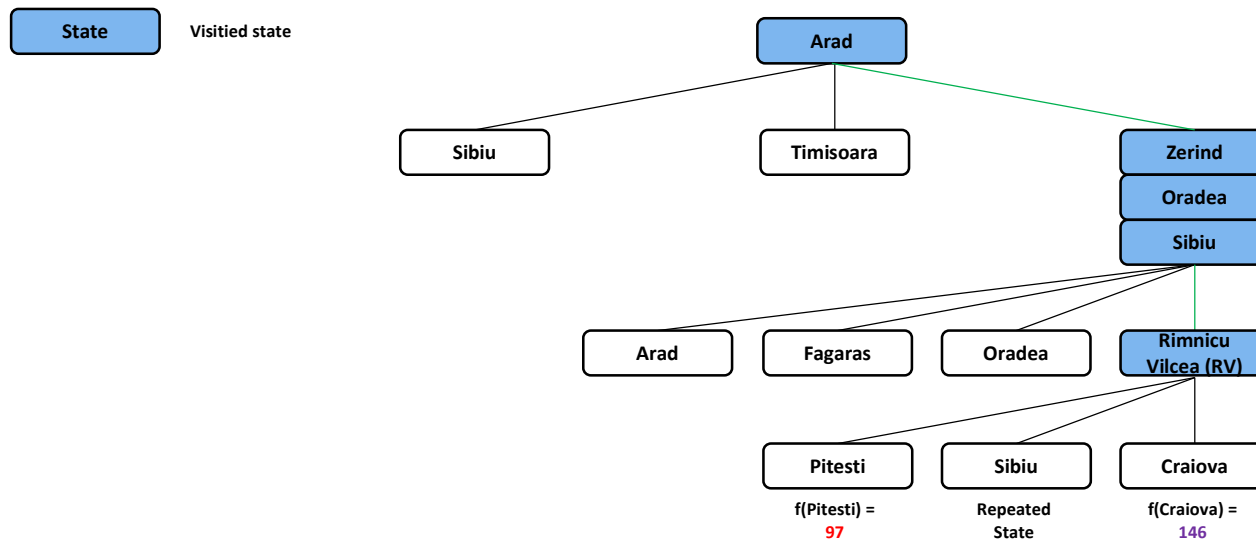 State
Visitied state
Arad
Sibiu
Timisoara
Zerind
Oradea
Sibiu
Arad
Fagaras
Oradea
Rimnicu
Vilcea (RV)
Pitesti
Sibiu
Craiova
f(Pitesti) =
97
Repeated
State
f(Craiova) =
146